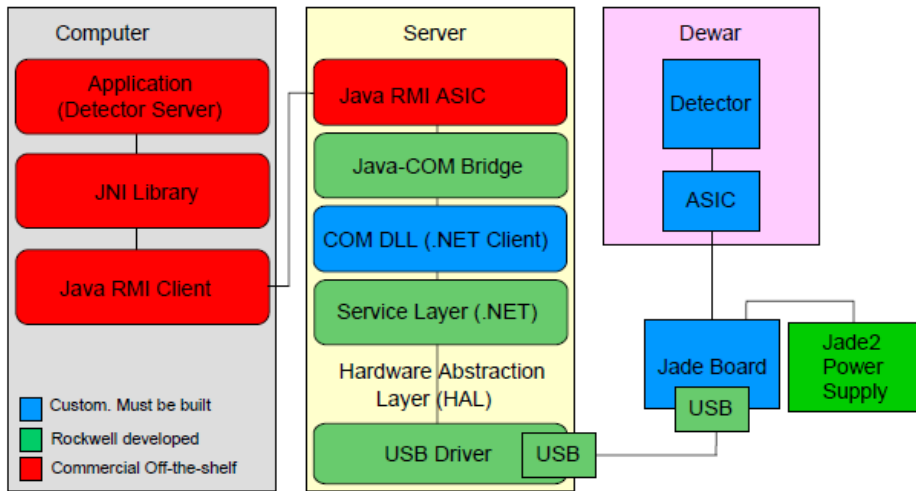 Computer
Application
(Detector Server)
JNI Library
Java RMI Client
Custom. Must be built
Rockwell developed
Commercial Off-the-shelf
Server
Java RMI ASIC
Java-COM Bridge
COM DLL (.NET Client)
Service Layer (.NET)
Hardware Abstraction
Layer (HAL)
USB Driver
USB
Dewar
Detector
ASIC
Jade Board
USB
Jade2
Power
Supply